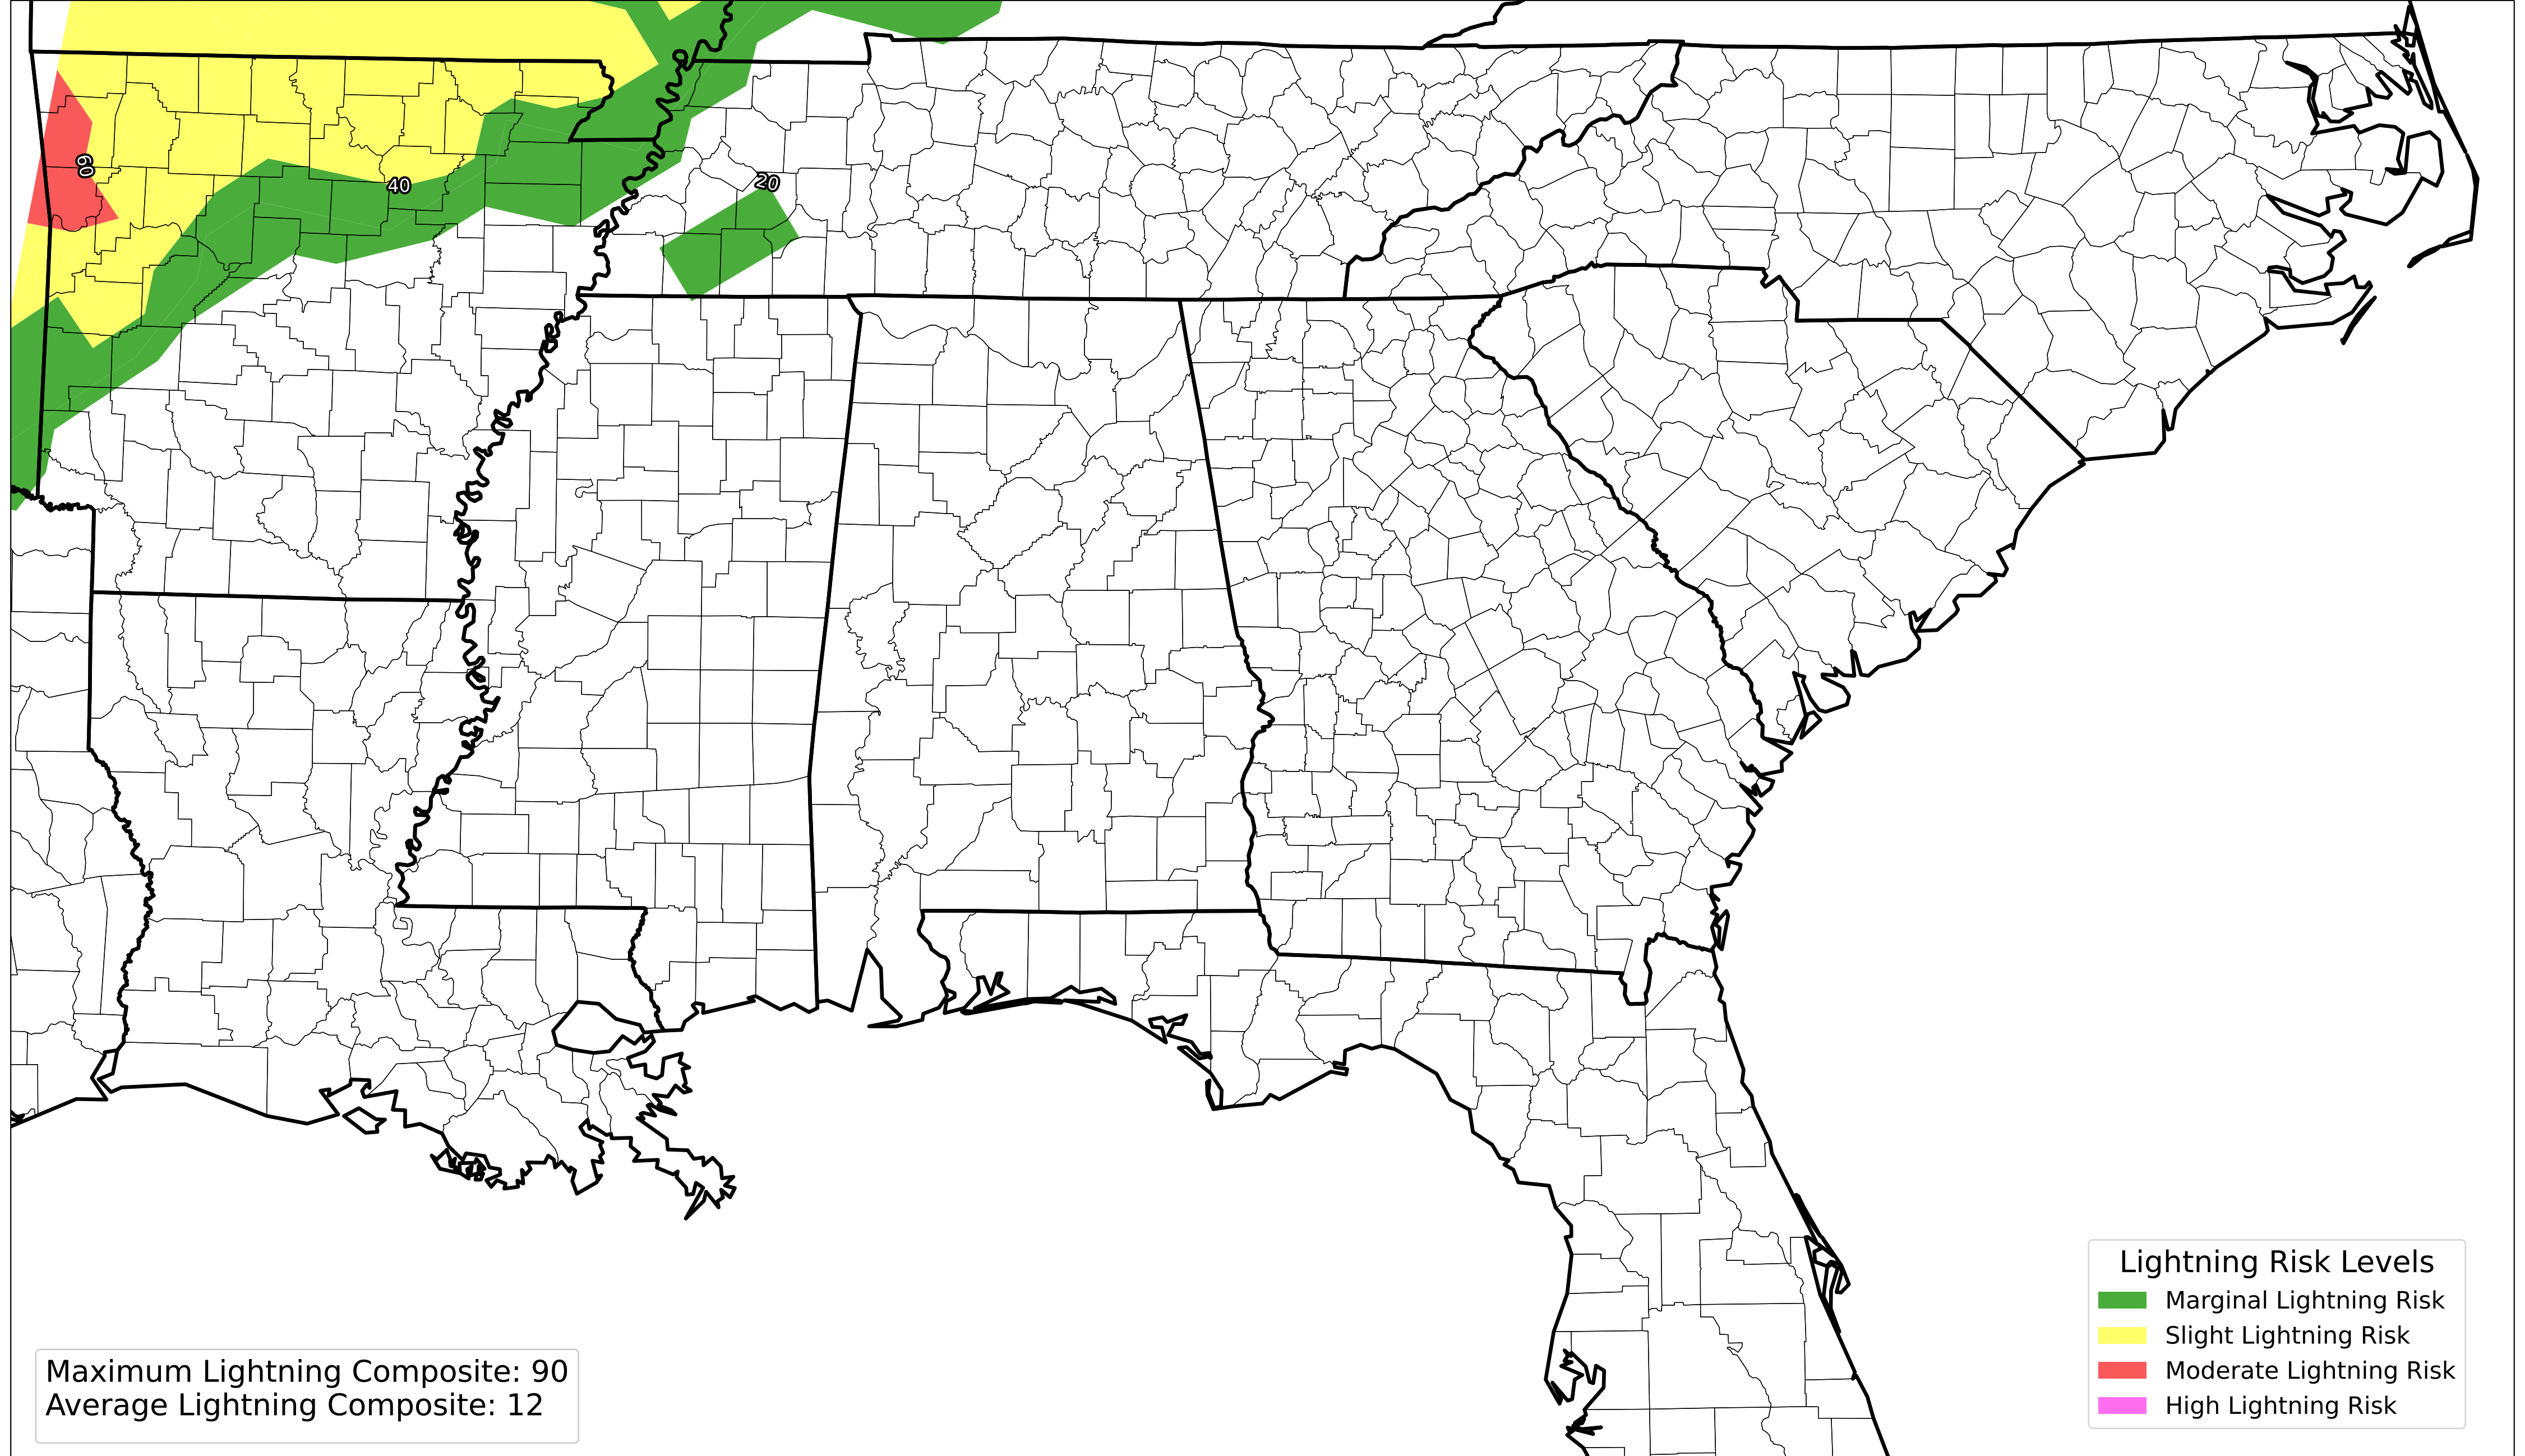 60
40
20
Lightning Risk Levels
Marginal Lightning Risk
Slight Lightning Risk
Moderate Lightning Risk
High Lightning Risk
Maximum Lightning Composite: 90
Average Lightning Composite: 12